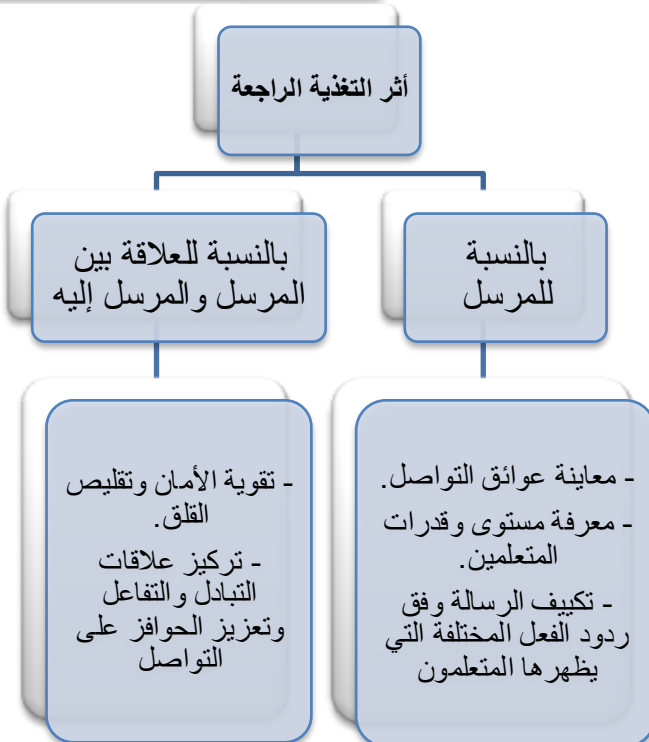 أثر التغذية الراجعة
بالنسبة
للمرسل
بالنسبة للعلاقة بين
المرسل والمرسل إليه
- معاينة عوائق التواصل.
- معرفة مستوى وقدرات
المتعلمين.
- تكييف الرسالة وفق
ردود الفعل المختلفة التي
يظهرها المتعلمون
- تقوية الأمان وتقليص
القلق.
- تركيز علاقات
التبادل والتفاعل
وتعزيز الحوافز على
التواصل